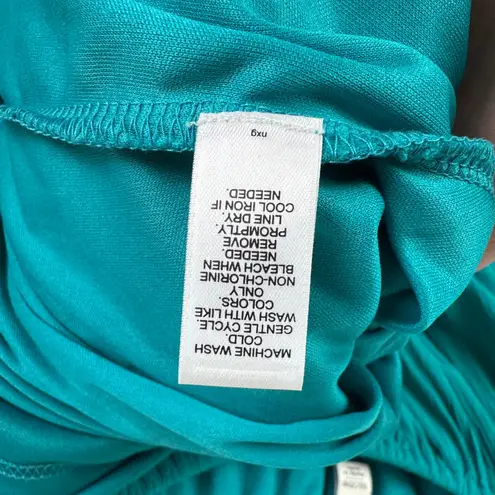 MACHINE WASH
COLD.
GENTLE CYCLE.
WASH WITH LIKE
COLORS.
ONLY
NON-CHLORINE
BLEACH WHEN
NEEDED.
REMOVE
PROMPTLY.
LINE DRY.
COOL IRON IF
NEEDED.
nxg